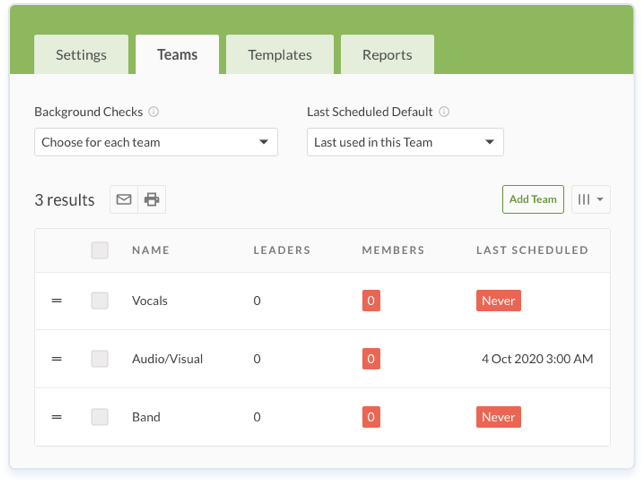 Settings Teams Templates Reports
Background Checks Last Scheduled Default
Choose for each team Last used in this Team
3 results Add Team
NAME LEADERS MEMBERS LAST SCHEDULED
Vocals 0 0 Never
Audio/Visual 0 0 4 Oct 2020 3:00 AM
Band 0 0 Never